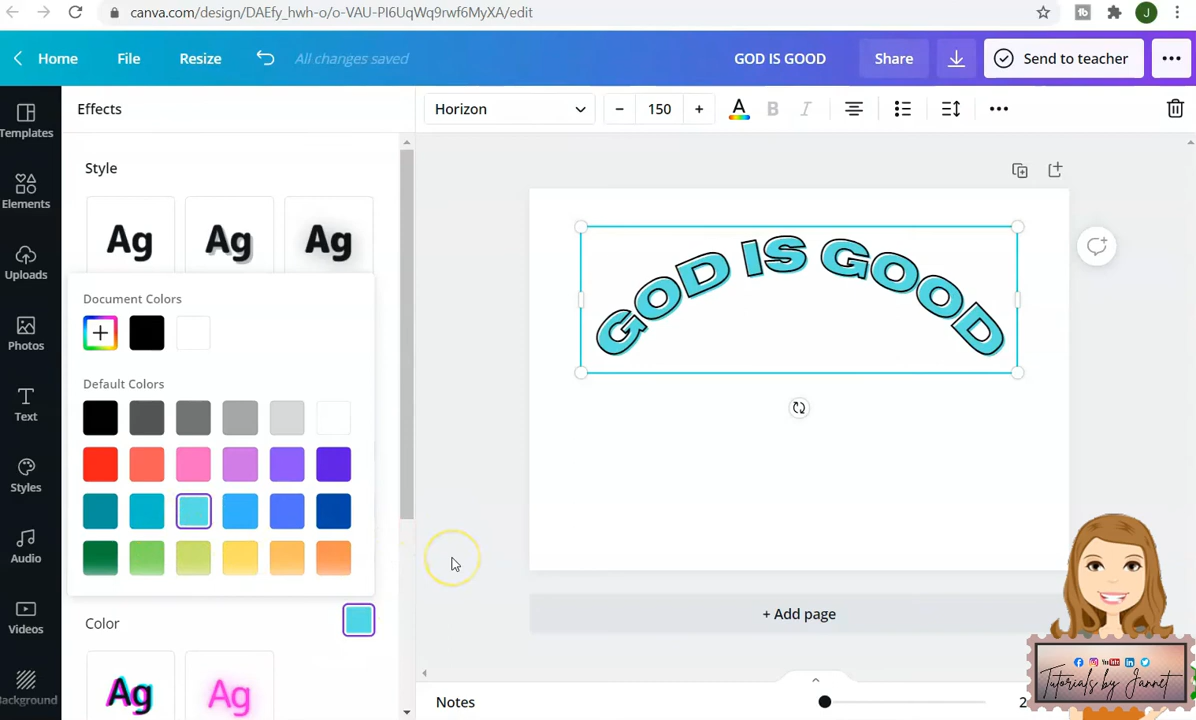 canva.com/design/DAEfy_hwh-o/o-VAU-PI6UqWq9rwf6MyXA/edit
J
Home
File
Resize
All changes saved
GOD IS GOOD
Share
Send to teacher
Templates
Elements
Uploads
Photos
Text
Styles
Audio
Videos
Background
Effects
Style
Ag
Ag
Ag
Document Colors
Default Colors
Color
Ag
Ag
Horizon
150
A
B
I
GOD IS GOOD
+ Add page
Notes
Tutorials by Jannet